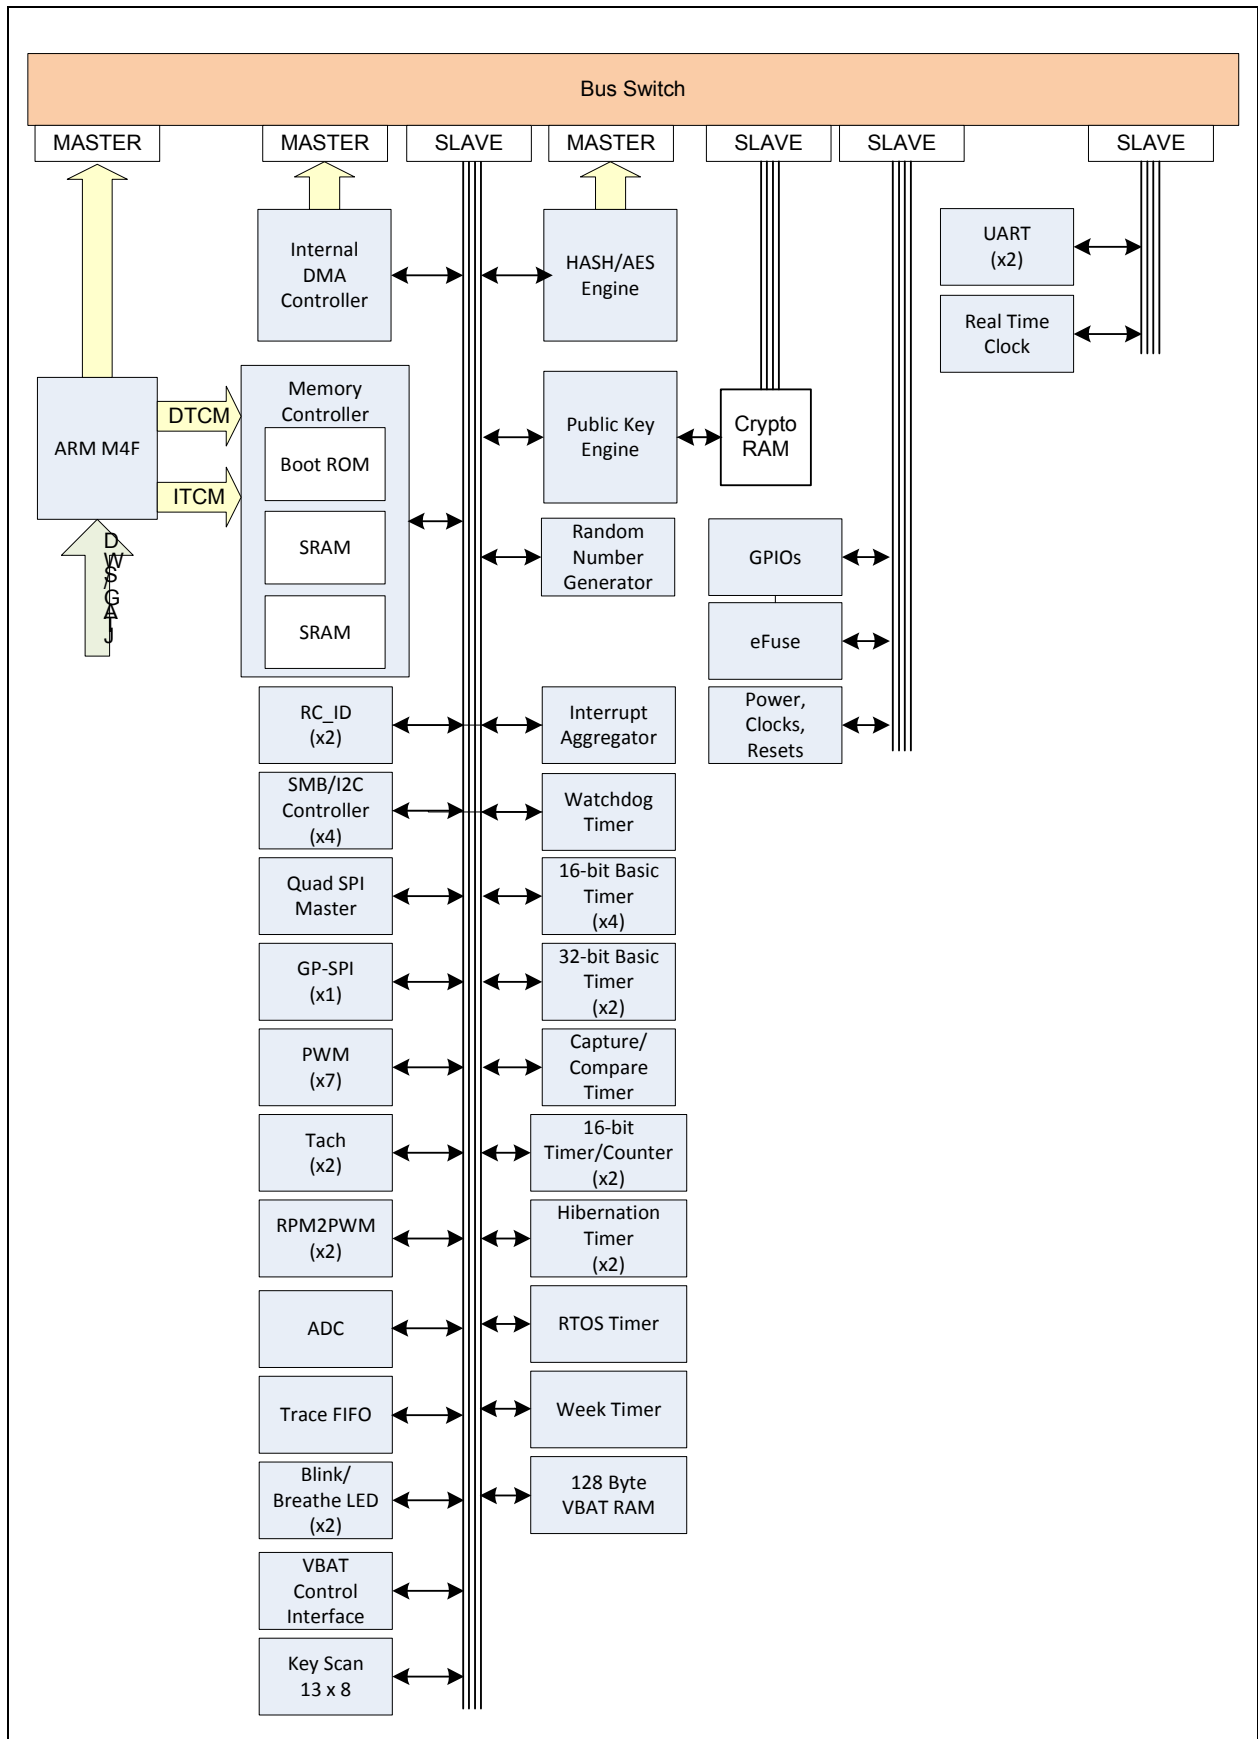 Bus Switch
MASTER
MASTER
SLAVE
MASTER
SLAVE
SLAVE
SLAVE
Internal
DMA
Controller
HASH/AES
Engine
UART
(x2)
Real Time
Clock
ARM M4F
DTCM
ITCM
JTAG/SWD
Memory
Controller
Boot ROM
SRAM
SRAM
Public Key
Engine
Crypto
RAM
Random
Number
Generator
GPIOs
eFuse
Power,
Clocks,
Resets
RC_ID
(x2)
Interrupt
Aggregator
SMB/I2C
Controller
(x4)
Watchdog
Timer
Quad SPI
Master
16-bit Basic
Timer
(x4)
GP-SPI
(x1)
32-bit Basic
Timer
(x2)
PWM
(x7)
Capture/
Compare
Timer
Tach
(x2)
16-bit
Timer/Counter
(x2)
RPM2PWM
(x2)
Hibernation
Timer
(x2)
ADC
RTOS Timer
Trace FIFO
Week Timer
Blink/
Breathe LED
(x2)
128 Byte
VBAT RAM
VBAT
Control
Interface
Key Scan
13 x 8